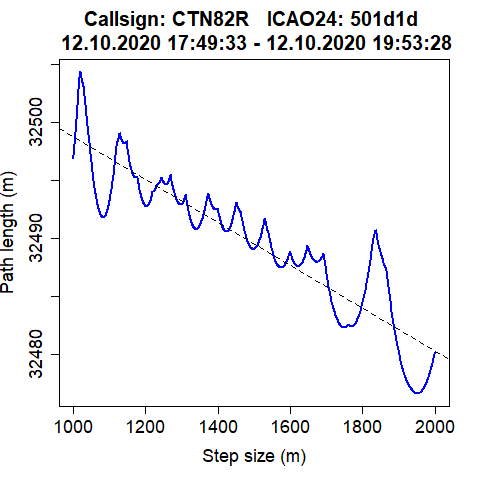 Callsign: CTN82R   ICAO24: 501d1d
12.10.2020 17:49:33 - 12.10.2020 19:53:28
Path length (m)
32500
32490
32480
1000 1200 1400 1600 1800 2000
Step size (m)